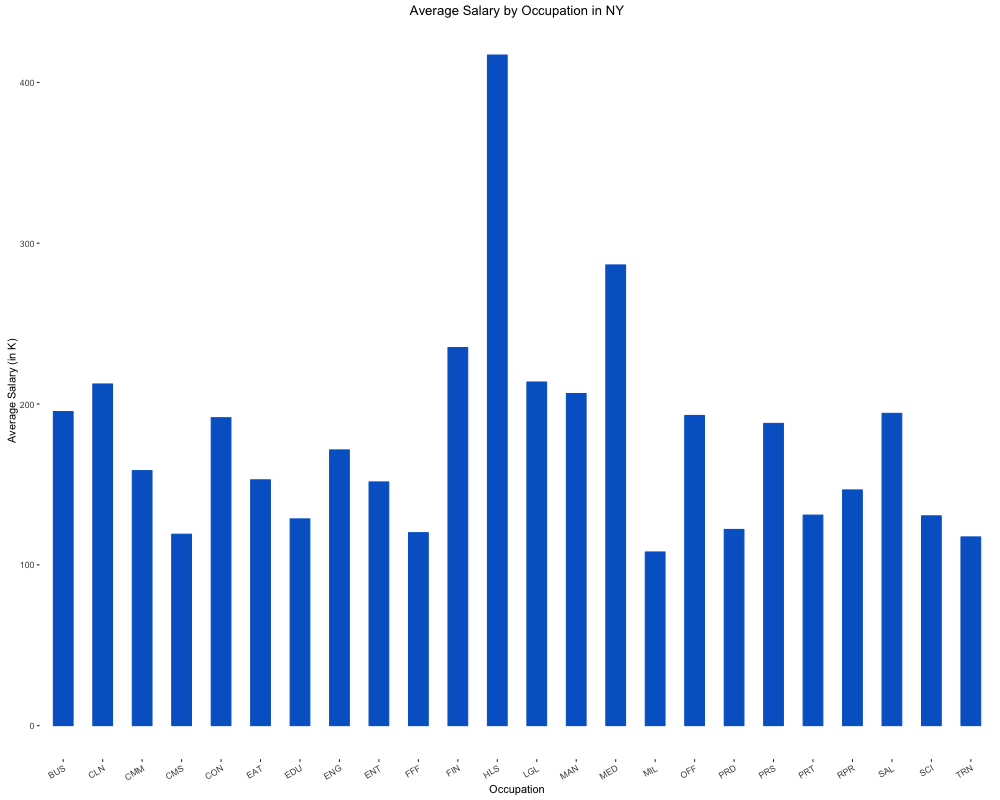 Average Salary by Occupation in NY
Average Salary (in K)
400
300
200
100
0
BUS CLN CMM CMS CON EAT EDU ENG ENT FFF FIN HLS LGL MAN MED MIL OFF PRD PRS PRT RPR SAL SCI TRN
Occupation